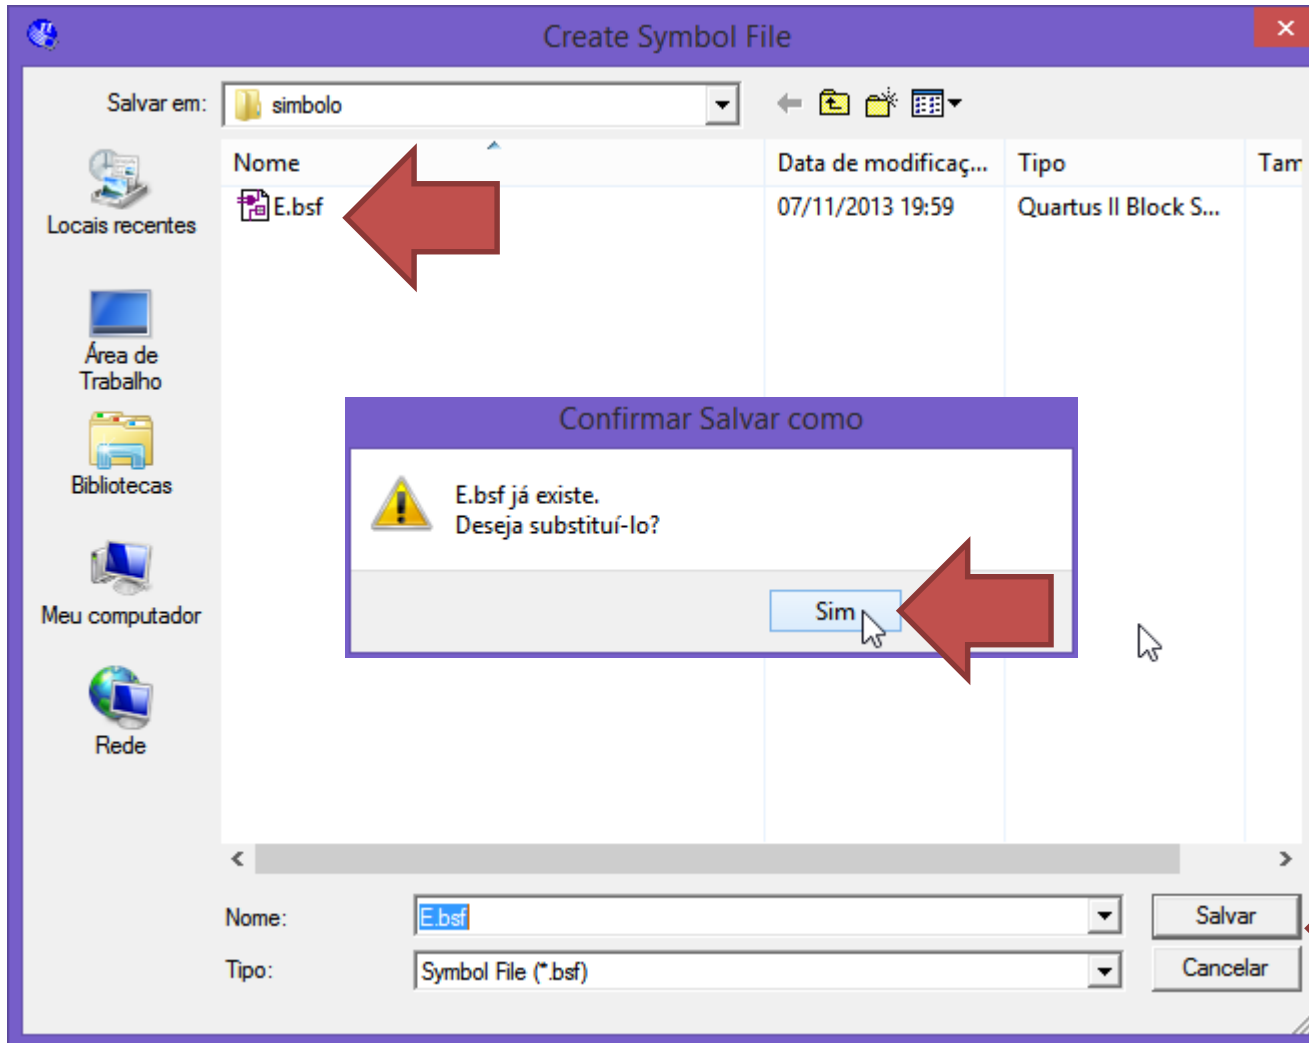 Create Symbol File
Salvar em:
simbolo
Nome
Data de modificaç...
Tipo
Tam
E.bsf
07/11/2013 19:59
Quartus II Block S...
Locais recentes
Área de
Trabalho
Bibliotecas
Meu computador
Rede
Confirmar Salvar como
E.bsf já existe.
Deseja substituí-lo?
Sim
Nome:
E.bsf
Salvar
Tipo:
Symbol File (*.bsf)
Cancelar